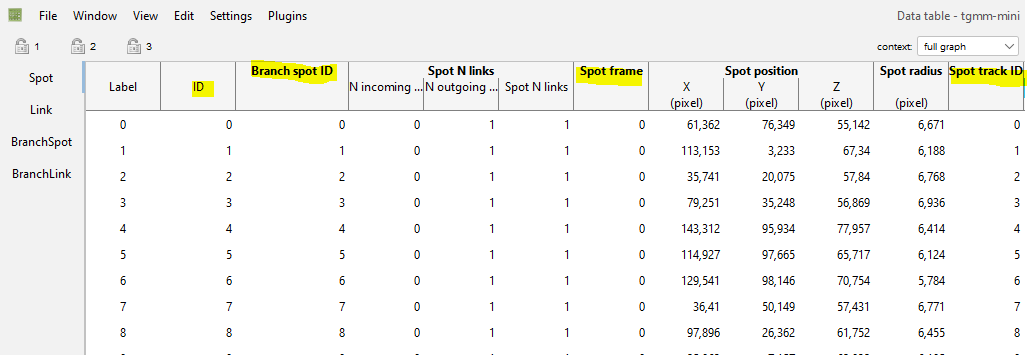 File Window Edit View Settings Plugins Data table - tgmm-mini
1 2 3 context: full graph
Spot
Link
BranchSpot
BranchLink
Branch spot ID Spot N links Spot frame Spot position Spot radius Spot track ID
Label ID N incoming ... N outgoing ... Spot N links X Y Z
(pixel) (pixel) (pixel) (pixel)
0 0 0 0 1 1 0 61,362 76,349 55,142 6,671 0
1 1 1 0 1 1 0 113,153 3,233 67,34 6,188 1
2 2 2 0 1 1 0 35,741 20,075 57,84 6,768 2
3 3 3 0 1 1 0 79,251 35,248 56,869 6,936 3
4 4 4 0 1 1 0 143,312 95,934 77,957 6,414 4
5 5 5 0 1 1 0 114,927 97,665 65,717 6,124 5
6 6 6 0 1 1 0 129,541 98,146 70,754 5,784 6
7 7 7 0 1 1 0 36,41 50,149 57,431 6,771 7
8 8 8 0 1 1 0 97,896 26,362 61,752 6,455 8